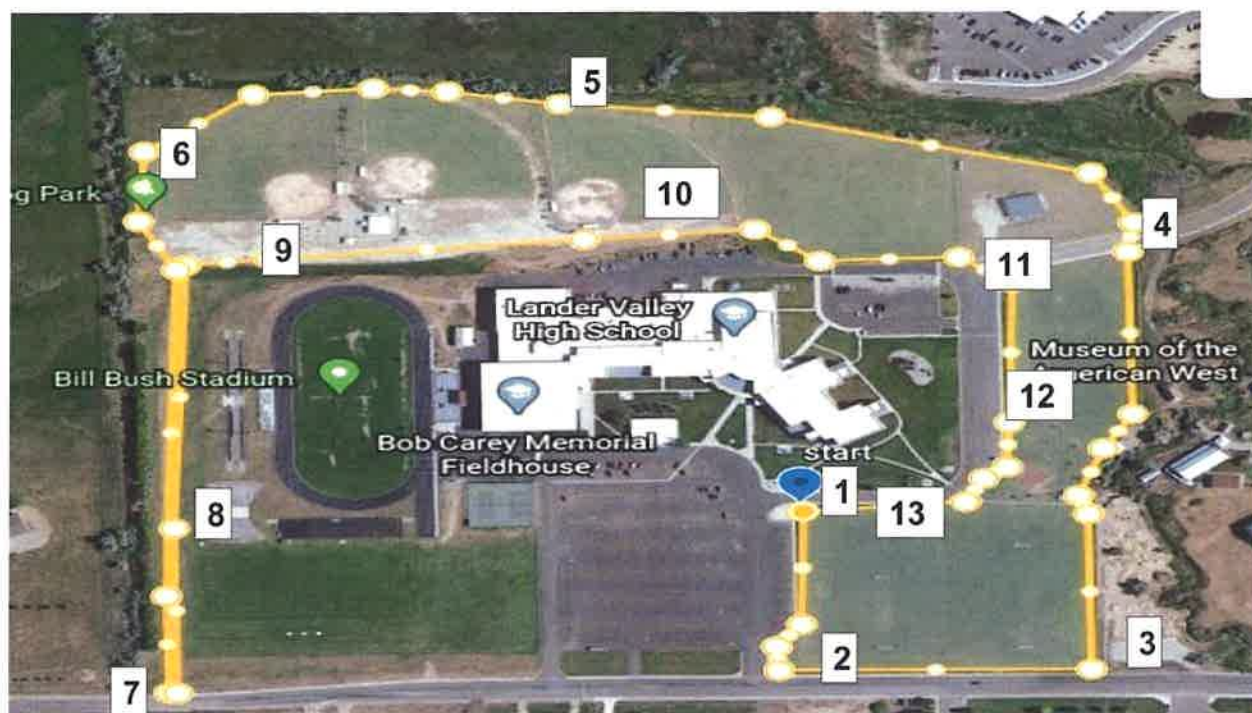 5
6
og Park
10
4
9
11
Lander Valley
High School
Museum of the
American West
Bill Bush Stadium
12
Bob Carey Memorial
Fieldhouse
start
1
8
13
2
3
7